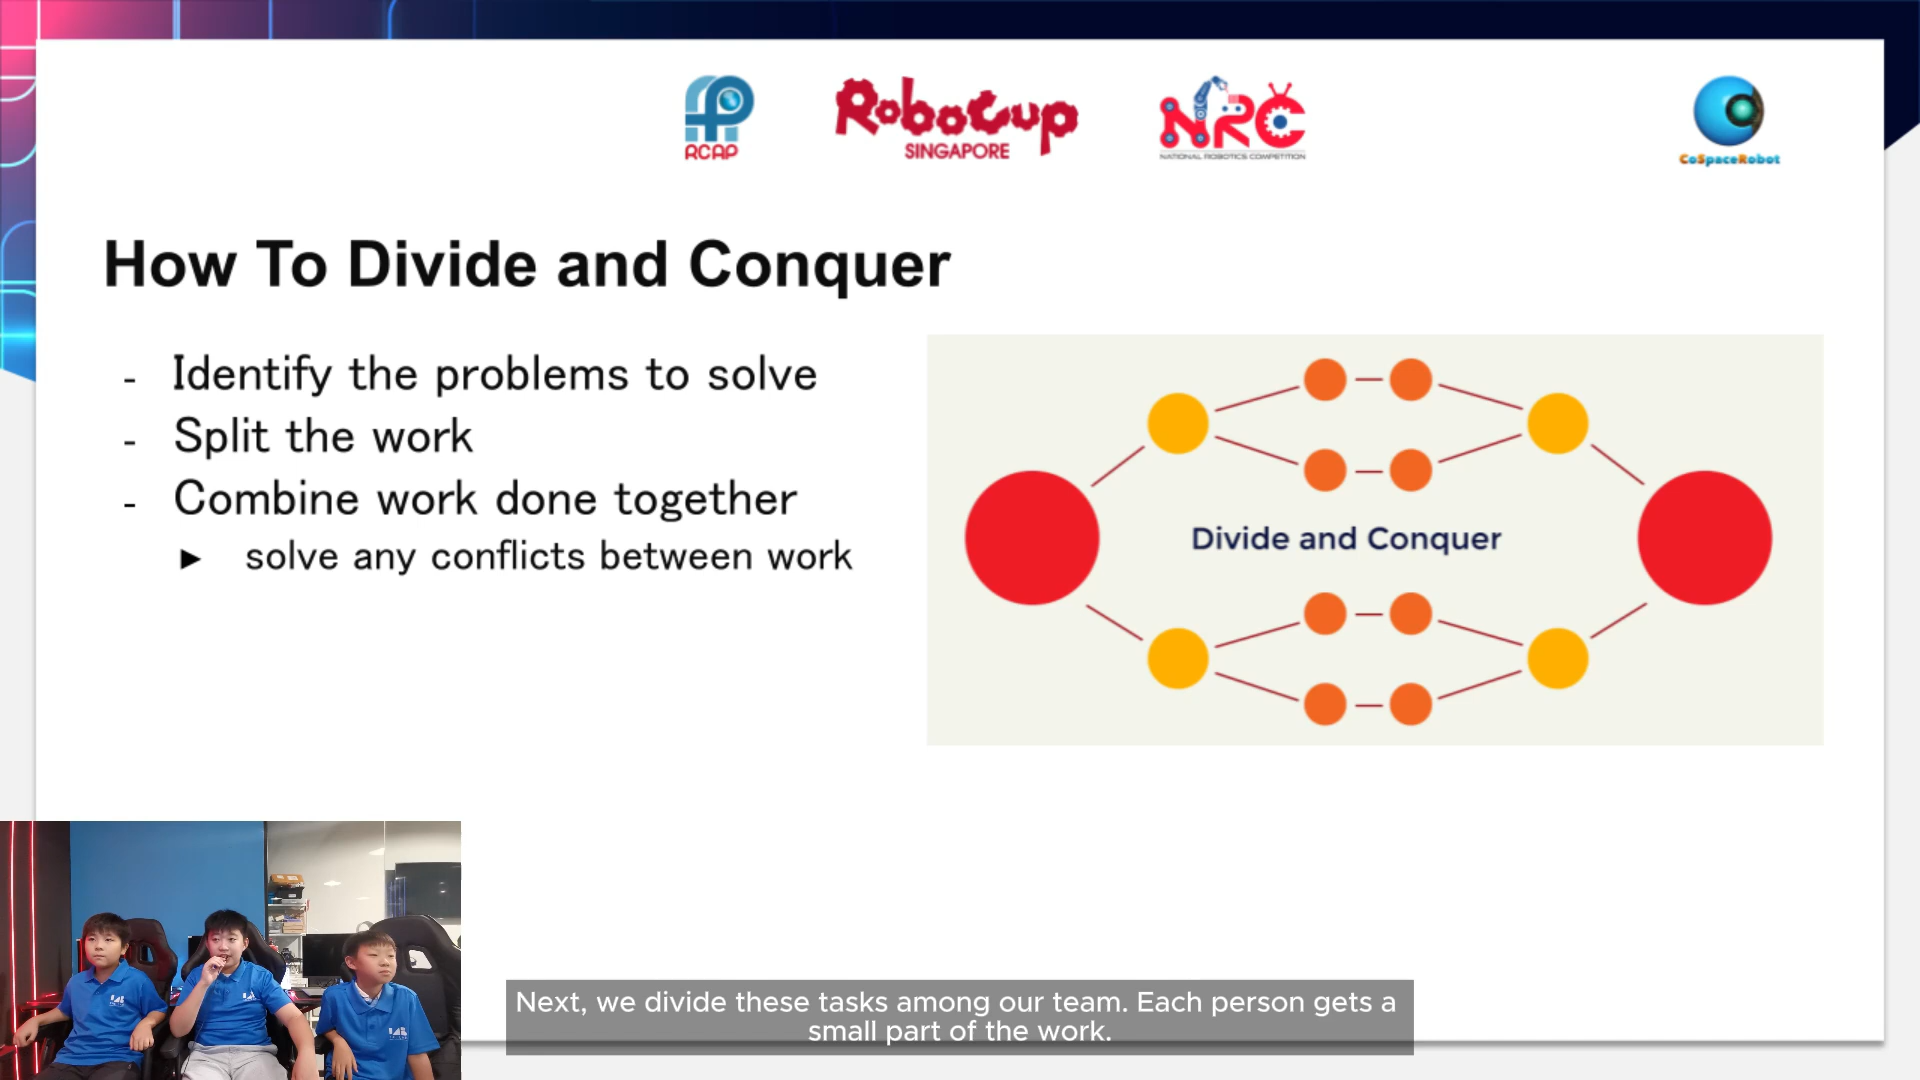 RCAP
RoboCup
SINGAPORE
NRC
NATIONAL ROBOTICS COMPETITION
CoSpaceRobot
How To Divide and Conquer
- Identify the problems to solve
- Split the work
- Combine work done together
► solve any conflicts between work
Divide and Conquer
Next, we divide these tasks among our team. Each person gets a
small part of the work.